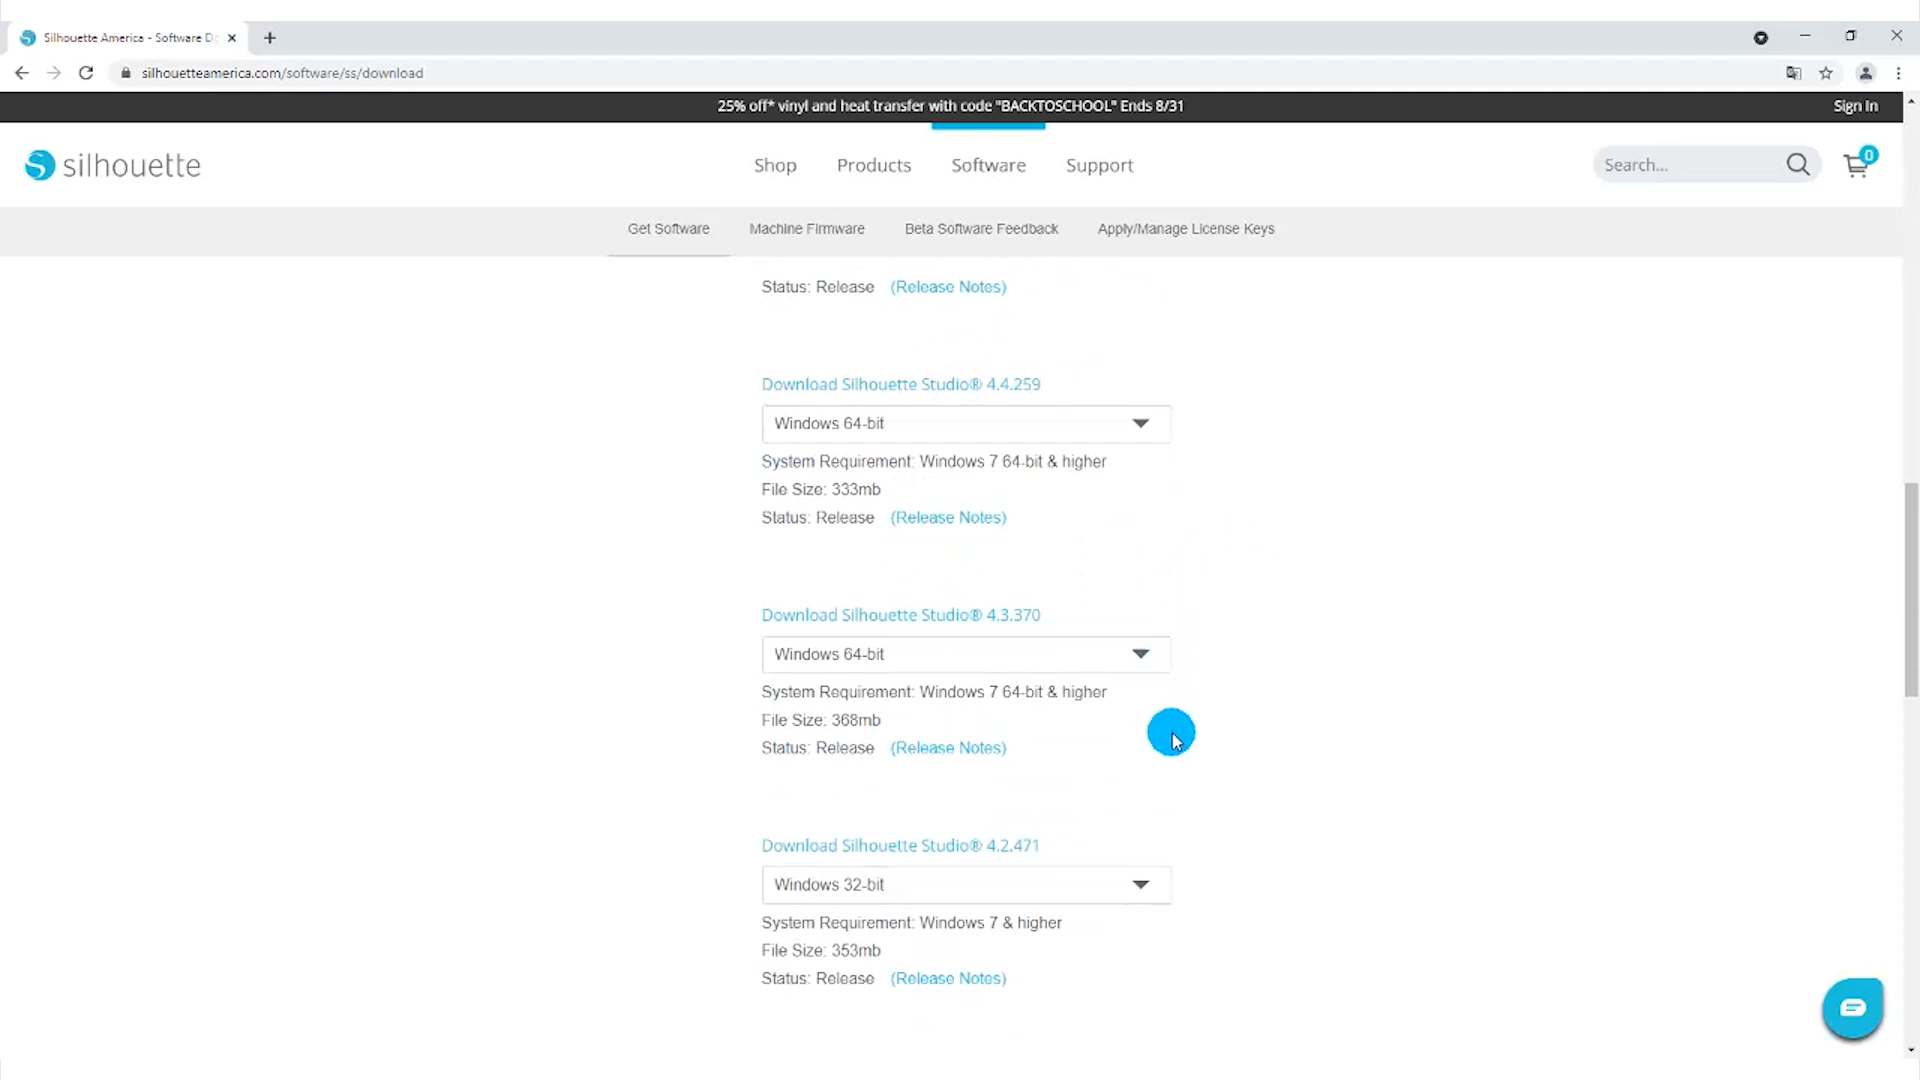 Silhouette America - Software Do
silhouetteamerica.com/software/ss/download
25% off* vinyl and heat transfer with code "BACKTOSCHOOL" Ends 8/31
Sign In
silhouette
Shop
Products
Software
Support
Search...
0
Get Software
Machine Firmware
Beta Software Feedback
Apply/Manage License Keys
Status: Release (Release Notes)
Download Silhouette Studio® 4.4.259
Windows 64-bit
System Requirement: Windows 7 64-bit & higher
File Size: 333mb
Status: Release (Release Notes)
Download Silhouette Studio® 4.3.370
Windows 64-bit
System Requirement: Windows 7 64-bit & higher
File Size: 368mb
Status: Release (Release Notes)
Download Silhouette Studio® 4.2.471
Windows 32-bit
System Requirement: Windows 7 & higher
File Size: 353mb
Status: Release (Release Notes)